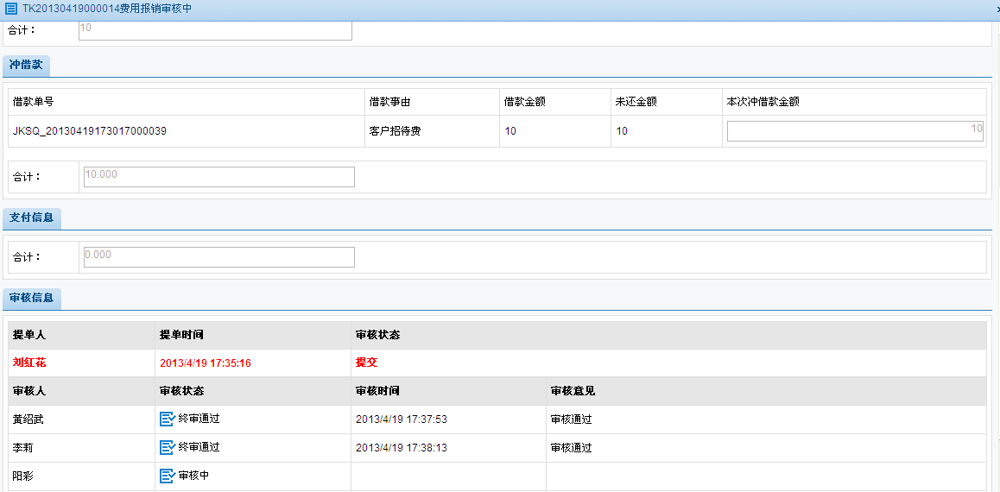 TK20130419000014费用报销审核中
合计： 10
冲借款
借款单号 借款事由 借款金额 未还金额 本次冲借款金额
JKSQ_20130419173017000039 客户招待费 10 10 10
合计： 10.000
支付信息
合计： 0.000
审核信息
提单人 提单时间 审核状态
刘红花 2013/4/19 17:35:16 提交
审核人 审核状态 审核时间 审核意见
黄绍武 终审通过 2013/4/19 17:37:53 审核通过
李莉 终审通过 2013/4/19 17:38:13 审核通过
阳彩 审核中